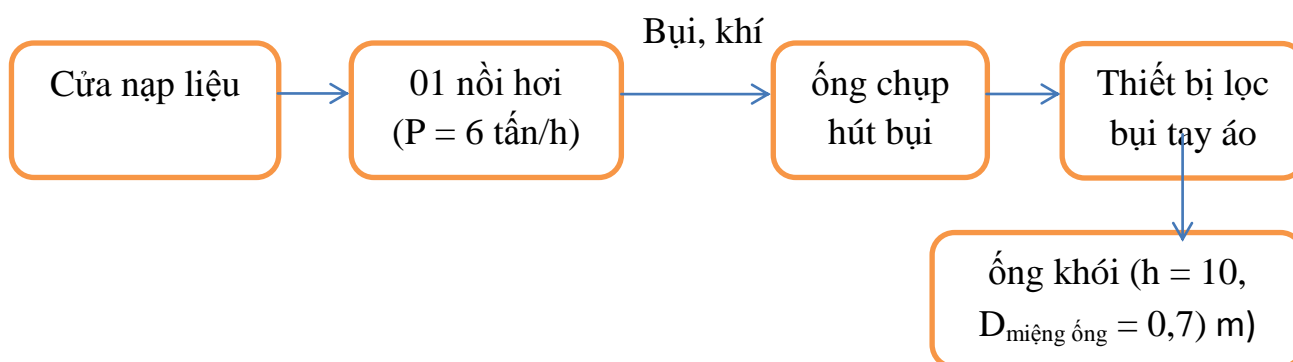 Bụi, khí
Cửa nạp liệu
01 nồi hơi
(P = 6 tấn/h)
ống chụp
hút bụi
Thiết bị lọc
bụi tay áo
ống khói (h = 10,
Dmiệng ống = 0,7) m)